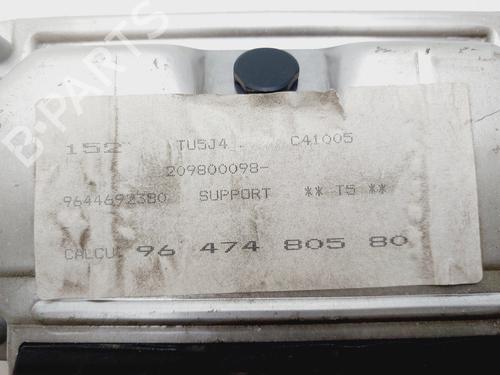 B-PARTS
152 TU5J4. C41005
209800098-
9644692380 SUPPORT ** T5 **
CALCU. 96 474 805 80